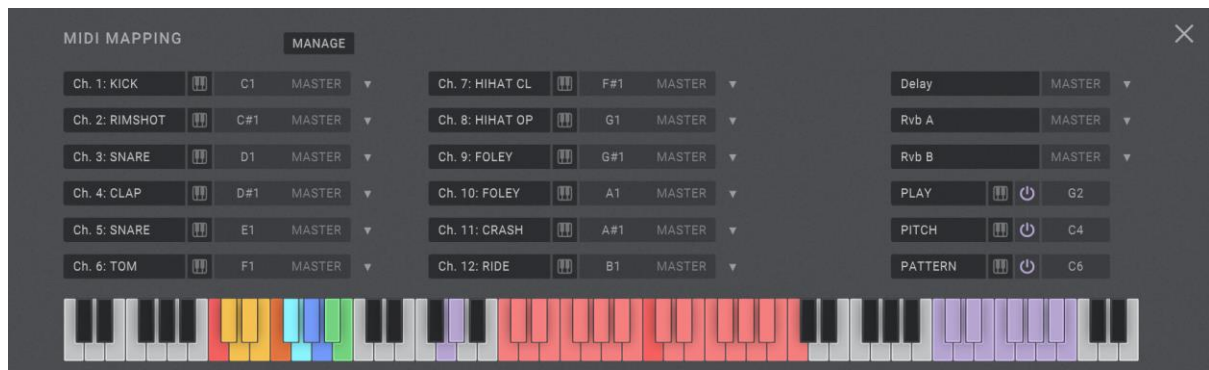 MIDI MAPPING MANAGE
Ch. 1: KICK C1 MASTER Ch. 7: HIHAT CL F#1 MASTER Delay MASTER
Ch. 2: RIMSHOT C#1 MASTER Ch. 8: HIHAT OP G1 MASTER Rvb A MASTER
Ch. 3: SNARE D1 MASTER Ch. 9: FOLEY G#1 MASTER Rvb B MASTER
Ch. 4: CLAP D#1 MASTER Ch. 10: FOLEY A1 MASTER PLAY G2
Ch. 5: SNARE E1 MASTER Ch. 11: CRASH A#1 MASTER PITCH C4
Ch. 6: TOM F1 MASTER Ch. 12: RIDE B1 MASTER PATTERN C6